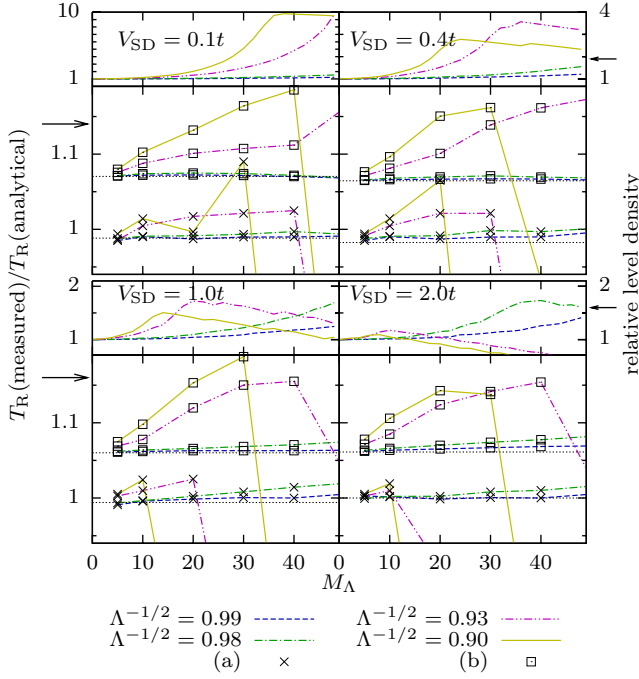 10
V_SD = 0.1t
V_SD = 0.4t
4
1
1
1.1
1
T_R(measured)/T_R(analytical)
relative level density
2
V_SD = 1.0t
V_SD = 2.0t
2
1
1
1.1
1
0 10 20 30 40 0 10 20 30 40
M_Λ
Λ^{-1/2} = 0.99
Λ^{-1/2} = 0.93
Λ^{-1/2} = 0.98
Λ^{-1/2} = 0.90
(a) ×
(b)